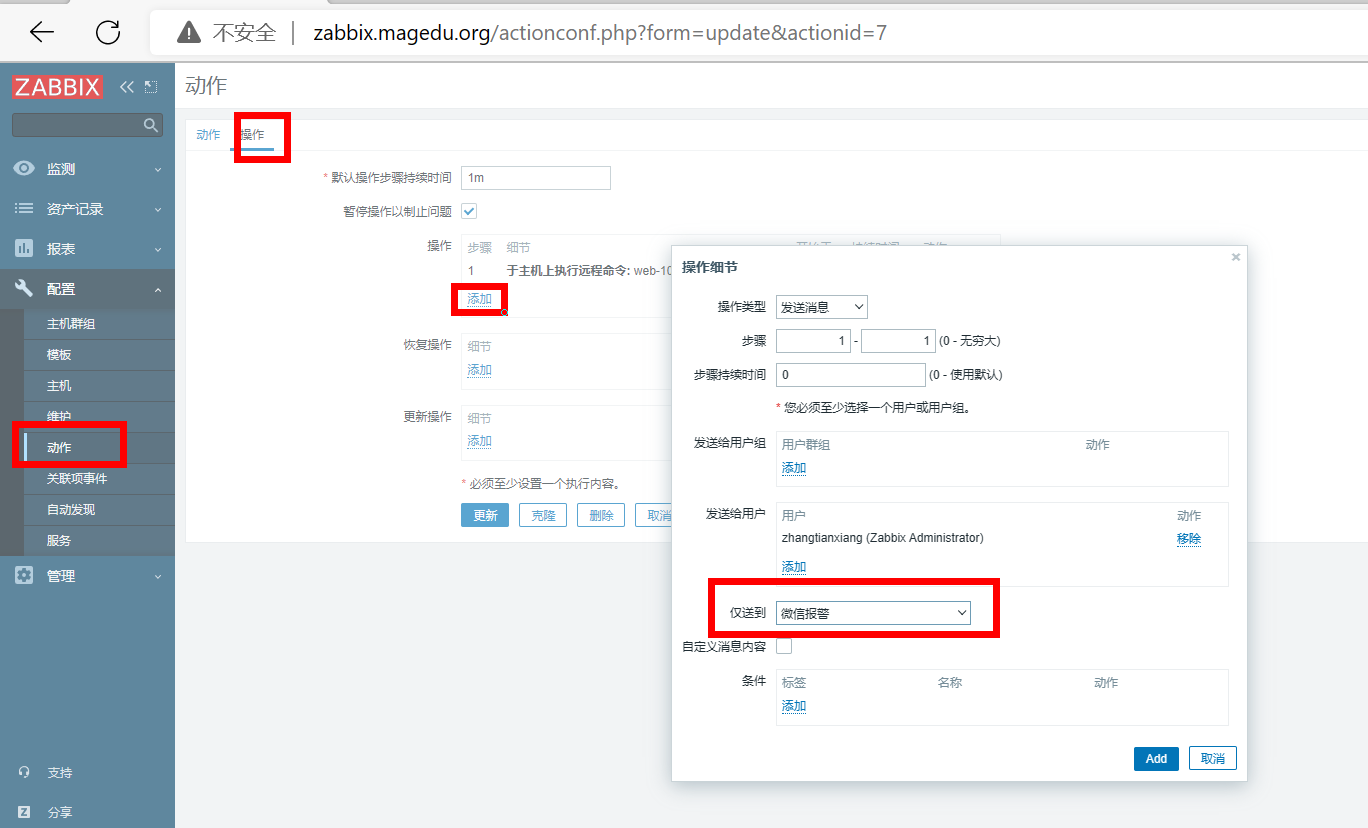 不安全 | zabbix.magedu.org/actionconf.php?form=update&actionid=7
ZABBIX
监测
资产记录
报表
配置
主机群组
模板
主机
维护
动作
关联项事件
自动发现
服务
管理
支持
Z 分享
动作
动作 操作
* 默认操作步骤持续时间 1m
暂停操作以制止问题
操作 步骤 细节
1 于主机上执行远程命令: web-10
添加
恢复操作 细节
添加
更新操作 细节
添加
* 必须至少设置一个执行内容。
更新 克隆 删除 取消
操作细节
操作类型 发送消息
步骤 1 - 1 (0 - 无穷大)
步骤持续时间 0 (0 - 使用默认)
* 您必须至少选择一个用户或用户组。
发送给用户组 用户群组 动作
添加
发送给用户 用户 动作
zhangtianxiang (Zabbix Administrator) 移除
添加
仅送到 微信报警
自定义消息内容
条件 标签 名称 动作
添加
Add 取消